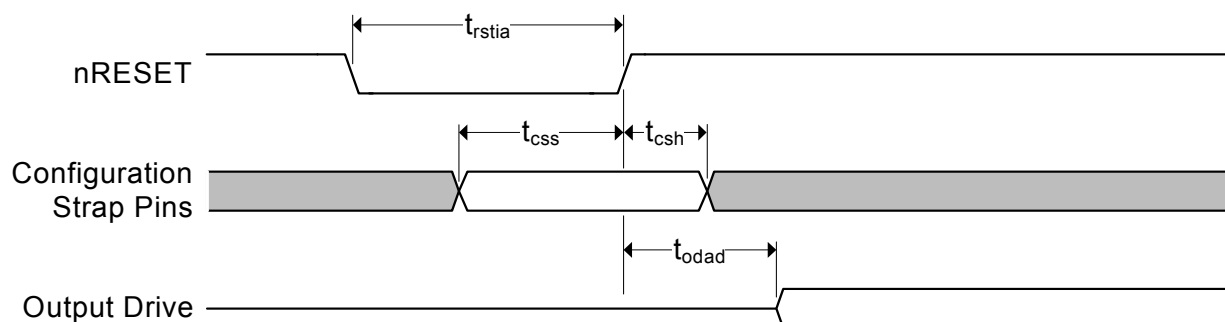 t_rstia
nRESET
t_css
t_csh
Configuration
Strap Pins
t_odad
Output Drive